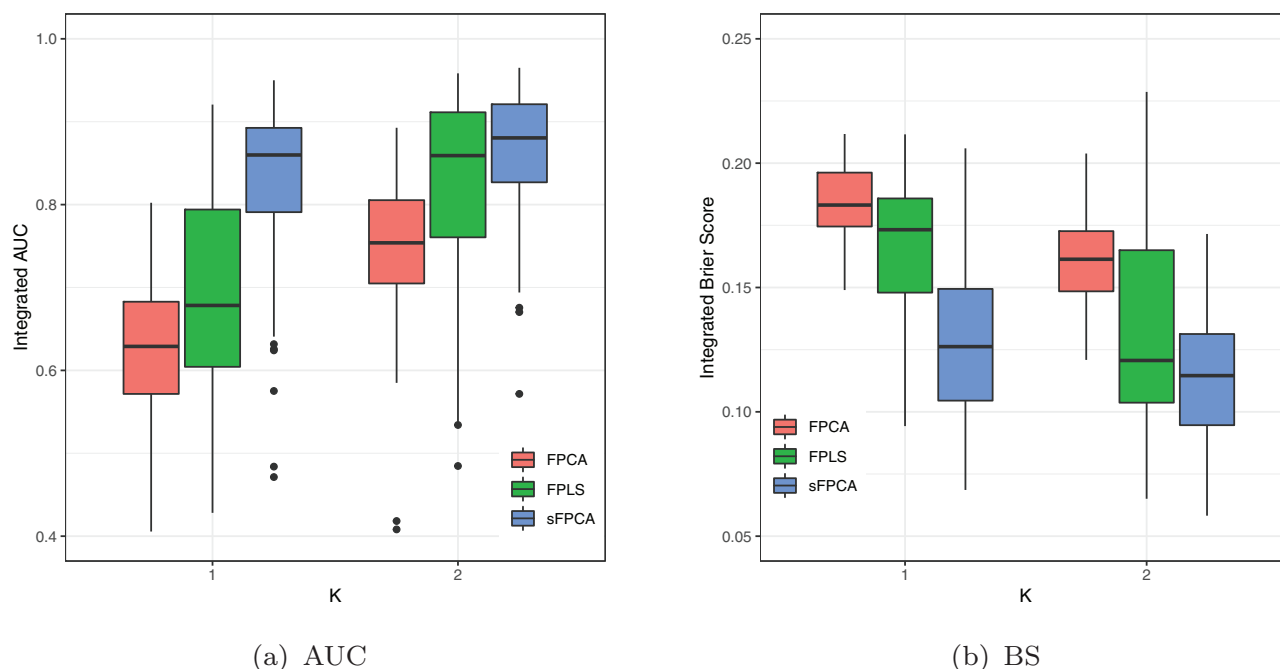 1.0
0.8
0.6
0.4
Integrated AUC
1
2
K
FPCA
FPLS
sFPCA
(a) AUC
0.25
0.20
0.15
0.10
0.05
Integrated Brier Score
1
2
K
FPCA
FPLS
sFPCA
(b) BS